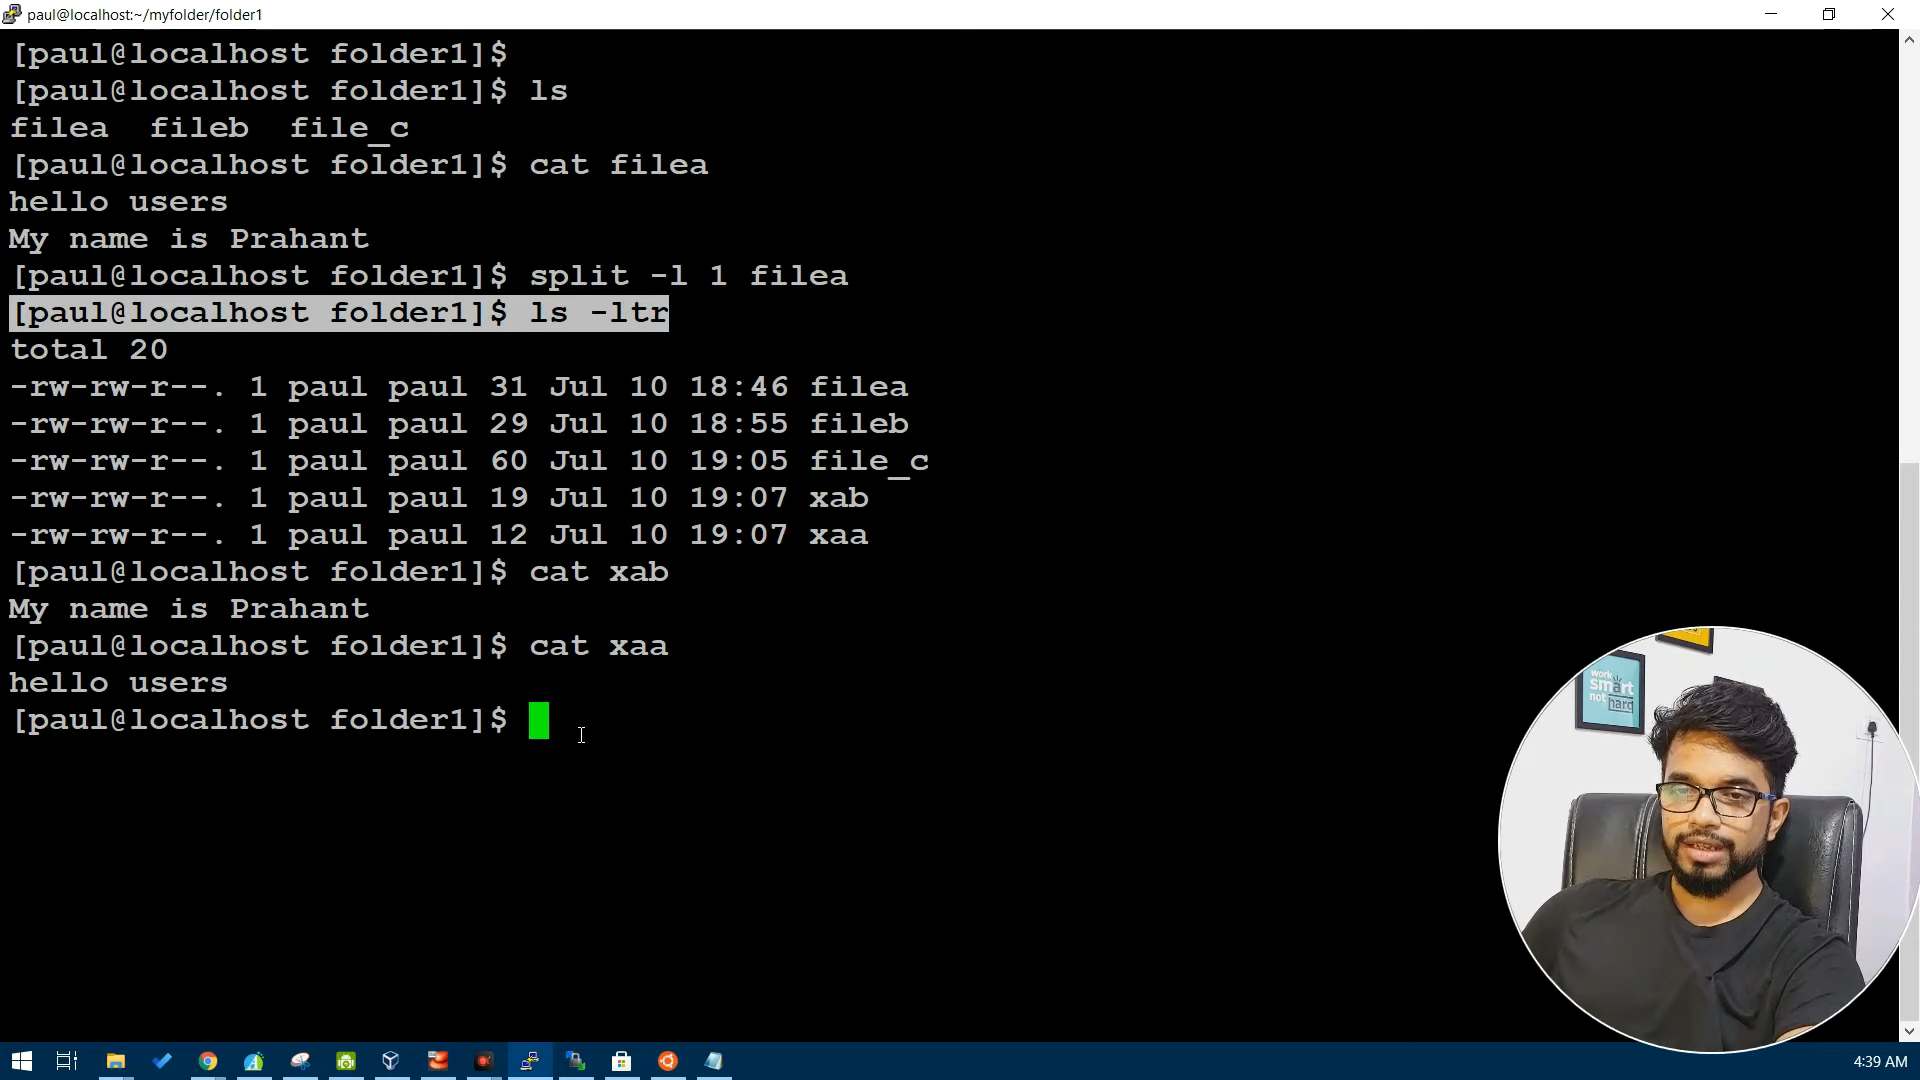 paul@localhost:~/myfolder/folder1
[paul@localhost folder1]$
[paul@localhost folder1]$ ls
filea  fileb  file_c
[paul@localhost folder1]$ cat filea
hello users
My name is Prahant
[paul@localhost folder1]$ split -l 1 filea
[paul@localhost folder1]$ ls -ltr
total 20
-rw-rw-r--. 1 paul paul 31 Jul 10 18:46 filea
-rw-rw-r--. 1 paul paul 29 Jul 10 18:55 fileb
-rw-rw-r--. 1 paul paul 60 Jul 10 19:05 file_c
-rw-rw-r--. 1 paul paul 19 Jul 10 19:07 xab
-rw-rw-r--. 1 paul paul 12 Jul 10 19:07 xaa
[paul@localhost folder1]$ cat xab
My name is Prahant
[paul@localhost folder1]$ cat xaa
hello users
[paul@localhost folder1]$
work
smart
not hard
4:39 AM